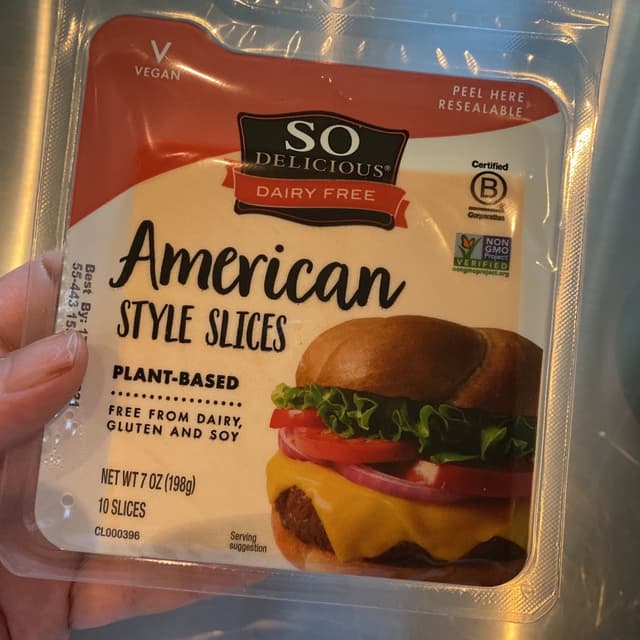 V
VEGAN
PEEL HERE
RESEALABLE
SO
DELICIOUS®
DAIRY FREE
Certified
B
Corporation
NON
GMO
Project
VERIFIED
nongmoproject.org
American
STYLE SLICES
PLANT-BASED
FREE FROM DAIRY,
GLUTEN AND SOY
NET WT 7 OZ (198g)
10 SLICES
CL000396
Serving
suggestion
Best By:
55-443